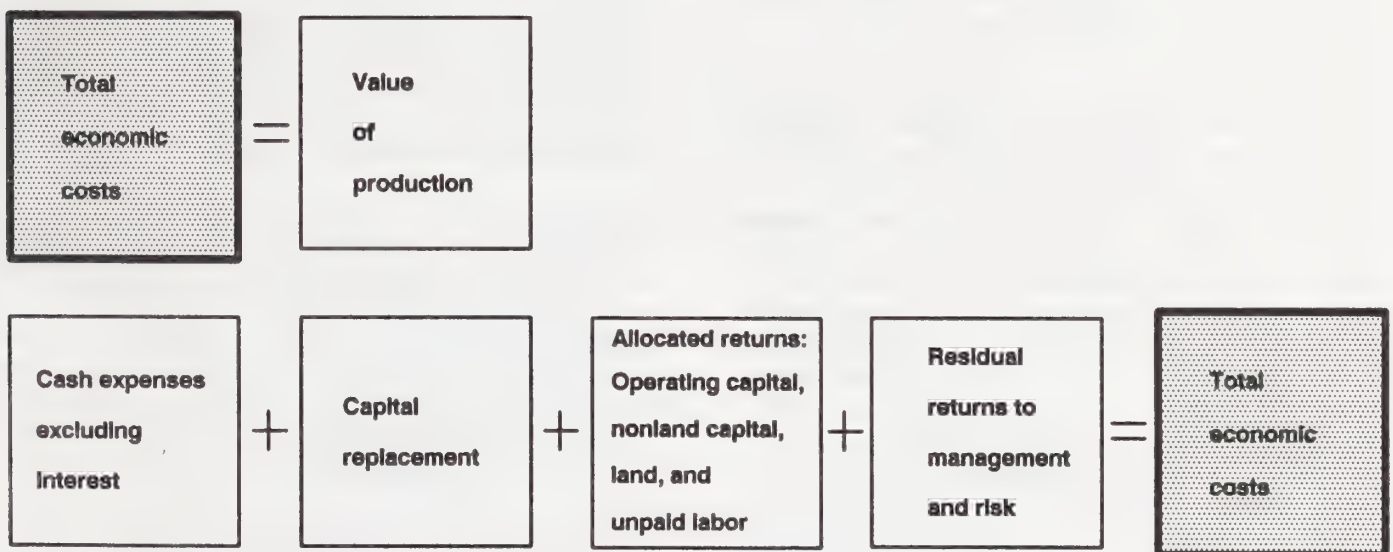 Total
economic
costs
=
Value
of
production
Cash expenses
excluding
interest
+
Capital
replacement
+
Allocated returns:
Operating capital,
nonland capital,
land, and
unpaid labor
+
Residual
returns to
management
and risk
=
Total
economic
costs